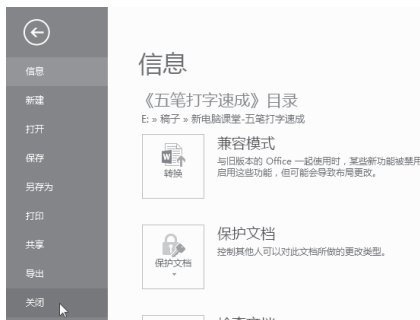 信息
新建
打开
保存
另存为
打印
共享
导出
关闭
信息
《五笔打字速成》目录
E: » 稿子 » 新电脑课堂-五笔打字速成
转换
兼容模式
与旧版本的 Office 一起使用时，某些新功能被禁用
启用这些功能，但可能会导致布局更改。
保护文档
保护文档
控制其他人可以对此文档所做的更改类型。